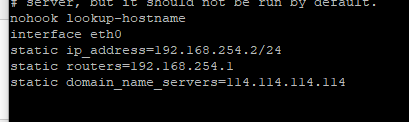 # server, but it should not be run by default.
nohook lookup-hostname
interface eth0
static ip_address=192.168.254.2/24
static routers=192.168.254.1
static domain_name_servers=114.114.114.114